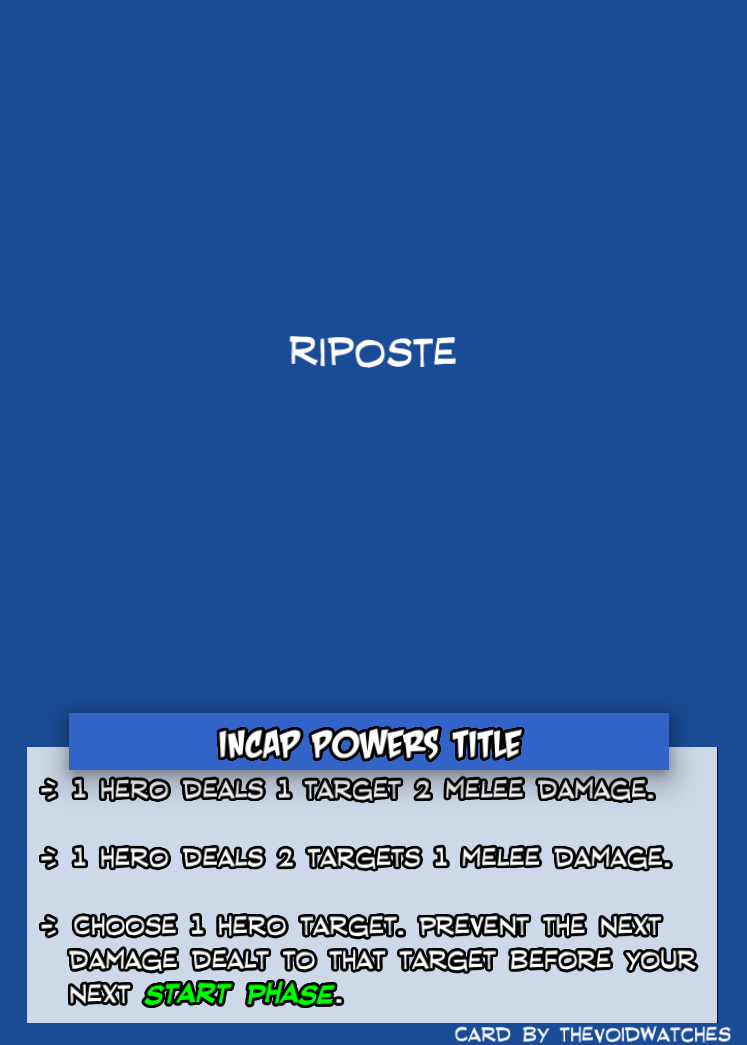 RIPOSTE
INCAP POWERS TITLE
1 HERO DEALS 1 TARGET 2 MELEE DAMAGE.
1 HERO DEALS 2 TARGETS 1 MELEE DAMAGE.
CHOOSE 1 HERO TARGET. PREVENT THE NEXT
DAMAGE DEALT TO THAT TARGET BEFORE YOUR
NEXT START PHASE.
CARD BY THEVOIDWATCHES